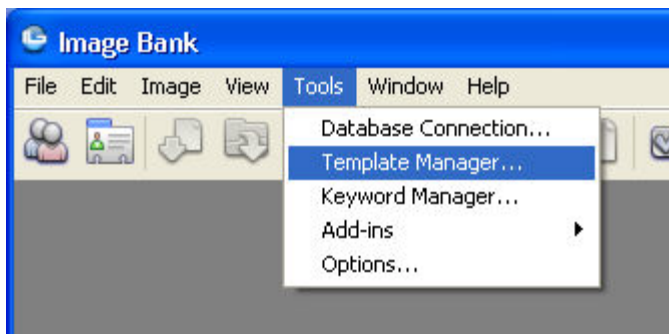 Image Bank
File Edit Image View Tools Window Help
Database Connection...
Template Manager...
Keyword Manager...
Add-ins
Options...